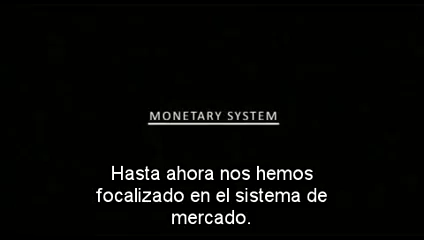 MONETARY SYSTEM
Hasta ahora nos hemos
focalizado en el sistema de
mercado.